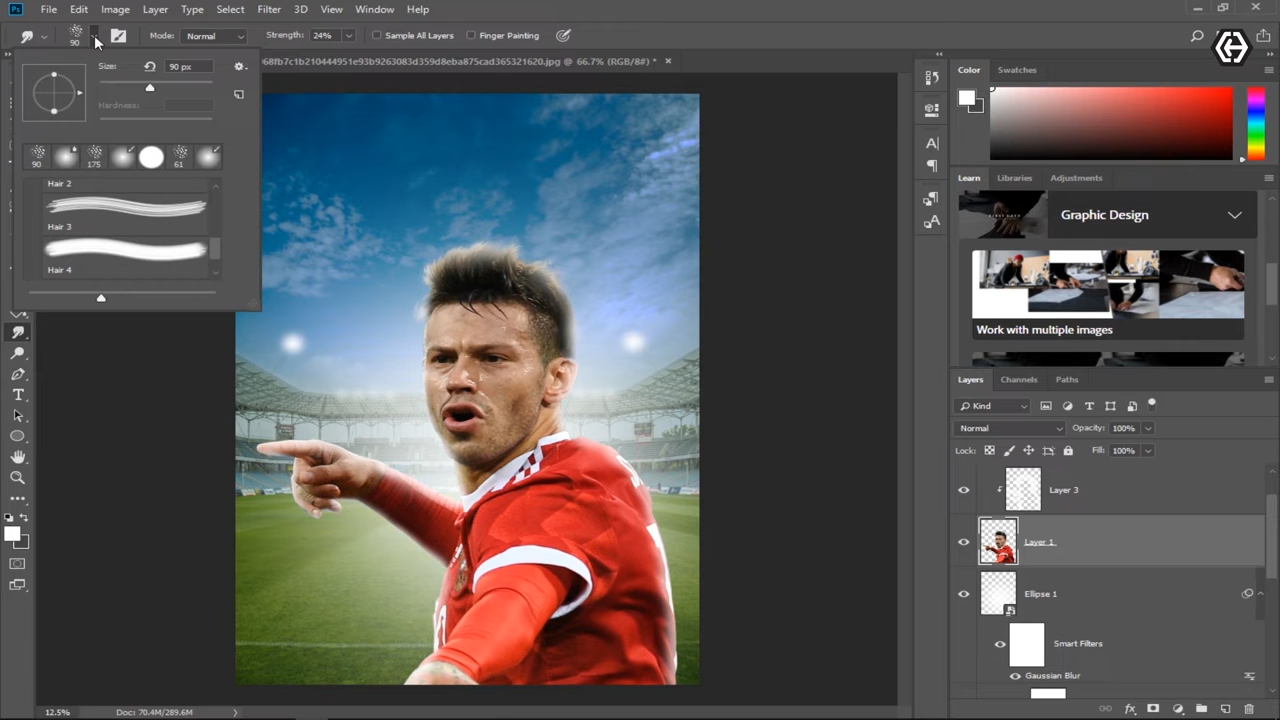 Ps File Edit Image Layer Type Select Filter 3D View Window Help
90 Mode: Normal Strength: 24% Sample All Layers Finger Painting
68fb7c1b210444951e93b9263083d359d8eba875cad365321620.jpg @ 66.7% (RGB/8#) *
Size: 90 px
Hardness:
90 175 61
Hair 2
Hair 3
Hair 4
Color Swatches
Learn Libraries Adjustments
Graphic Design
Work with multiple images
Layers Channels Paths
Kind
Normal Opacity: 100%
Lock: Fill: 100%
Layer 3
Layer 1
Ellipse 1
Smart Filters
Gaussian Blur
12.5% Doc: 70.4M/289.6M